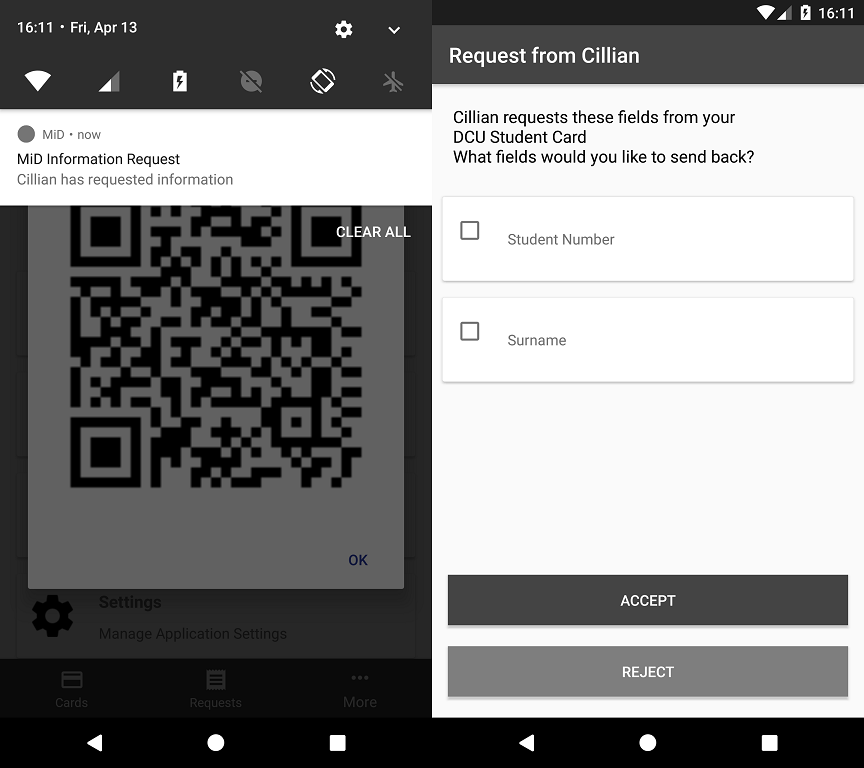 16:11 • Fri, Apr 13
MiD • now
MiD Information Request
Cillian has requested information
CLEAR ALL
OK
Settings
Manage Application Settings
Cards
Requests
More
16:11
Request from Cillian
Cillian requests these fields from your
DCU Student Card
What fields would you like to send back?
Student Number
Surname
ACCEPT
REJECT